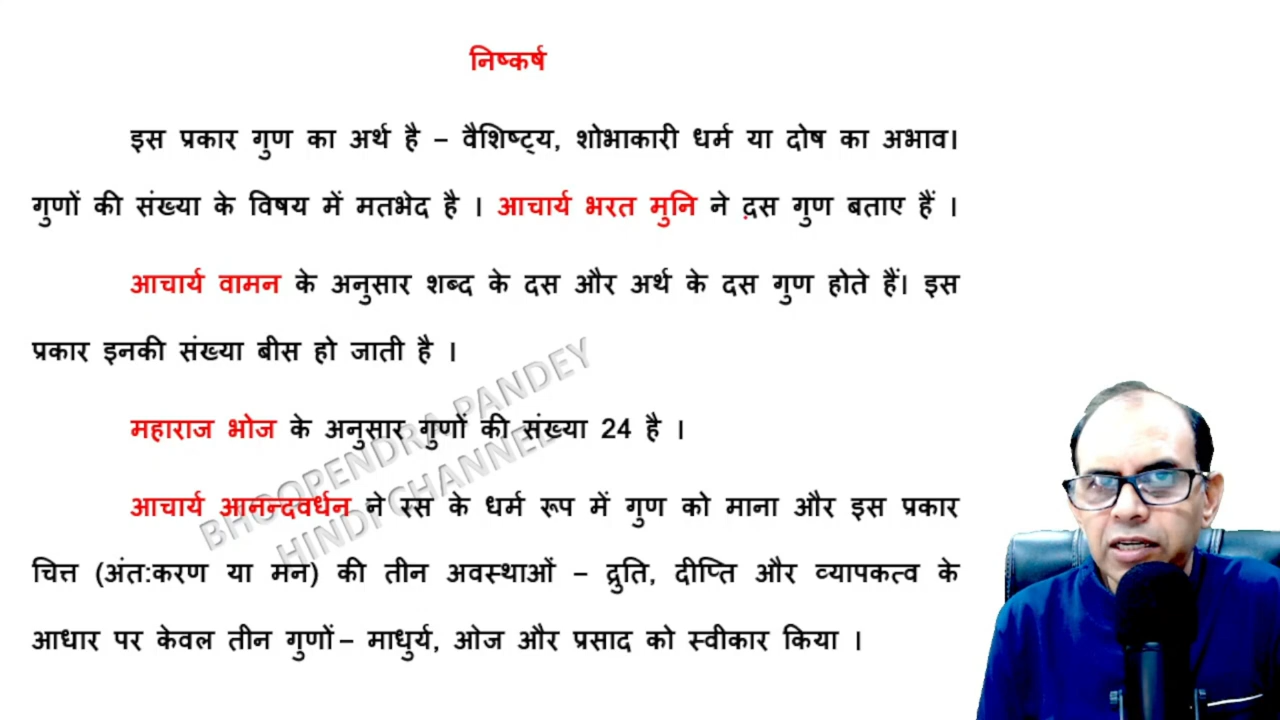 निष्कर्ष
इस प्रकार गुण का अर्थ है – वैशिष्ट्य, शोभाकारी धर्म या दोष का अभाव।
गुणों की संख्या के विषय में मतभेद है । आचार्य भरत मुनि ने दस गुण बताए हैं ।
आचार्य वामन के अनुसार शब्द के दस और अर्थ के दस गुण होते हैं। इस
प्रकार इनकी संख्या बीस हो जाती है ।
महाराज भोज के अनुसार गुणों की संख्या 24 है ।
आचार्य आनन्दवर्धन ने रस के धर्म रूप में गुण को माना और इस प्रकार
चित्त (अंत:करण या मन) की तीन अवस्थाओं – द्रुति, दीप्ति और व्यापकत्व के
आधार पर केवल तीन गुणों – माधुर्य, ओज और प्रसाद को स्वीकार किया ।
BHOOPENDRA PANDEY
HINDI CHANNEL